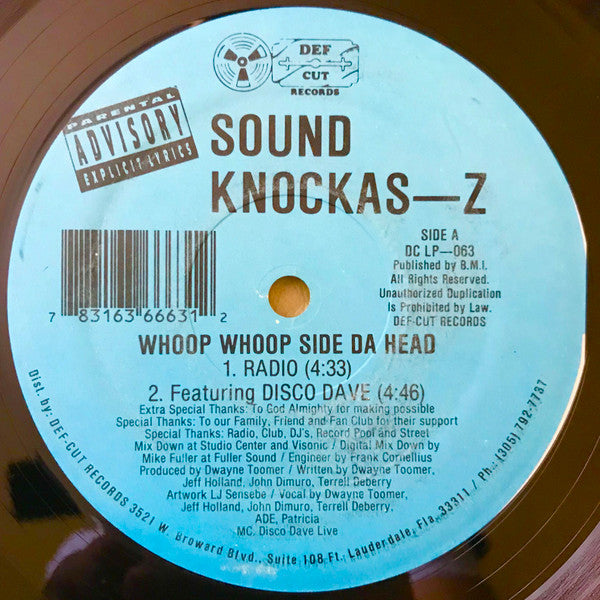 DEF
CUT
RECORDS
PARENTAL
ADVISORY
EXPLICIT LYRICS
SOUND
KNOCKAS—Z
SIDE A
DC LP—063
Published by B.M.I.
All Rights Reserved.
Unauthorized Duplication
Is Prohibited by Law.
DEF-CUT RECORDS
7 83163 66631 2
WHOOP WHOOP SIDE DA HEAD
1. RADIO (4:33)
2. Featuring DISCO DAVE (4:46)
Extra Special Thanks: To God Almighty for making possible
Special Thanks: To our Family, Friend and Fan Club for their support
Special Thanks: Radio, Club, DJ's, Record Pool and Street
Mix Down at Studio Center and Visonic / Digital Mix Down by
Mike Fuller at Fuller Sound / Engineer by Frank Cornelius
Produced by Dwayne Toomer / Written by Dwayne Toomer,
Jeff Holland, John Dimuro, Terrell Deberry,
Artwork LJ Sensebe / Vocal by Dwayne Toomer,
Jeff Holland, John Dimuro, Terrell Deberry,
ADE, Patricia
MC. Disco Dave Live
Dist. by: DEF-CUT RECORDS 3521 W. Broward Blvd., Suite 108 Ft. Lauderdale, Fla. 33311 / Ph. (305) 792-7737